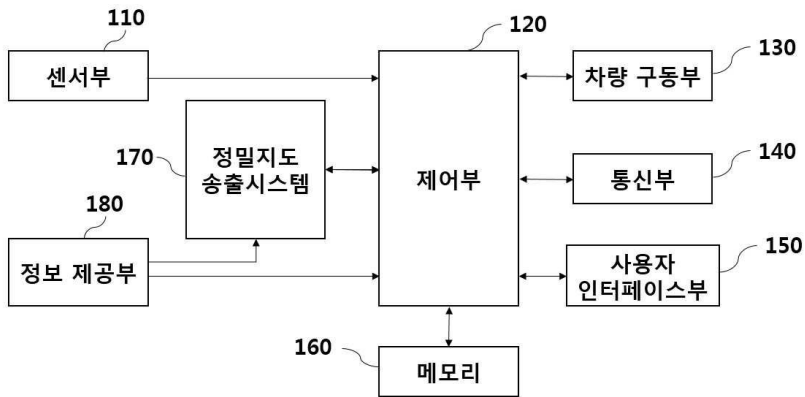 110
센서부
120
제어부
130
차량 구동부
170
정밀지도
송출시스템
140
통신부
180
정보 제공부
150
사용자
인터페이스부
160
메모리